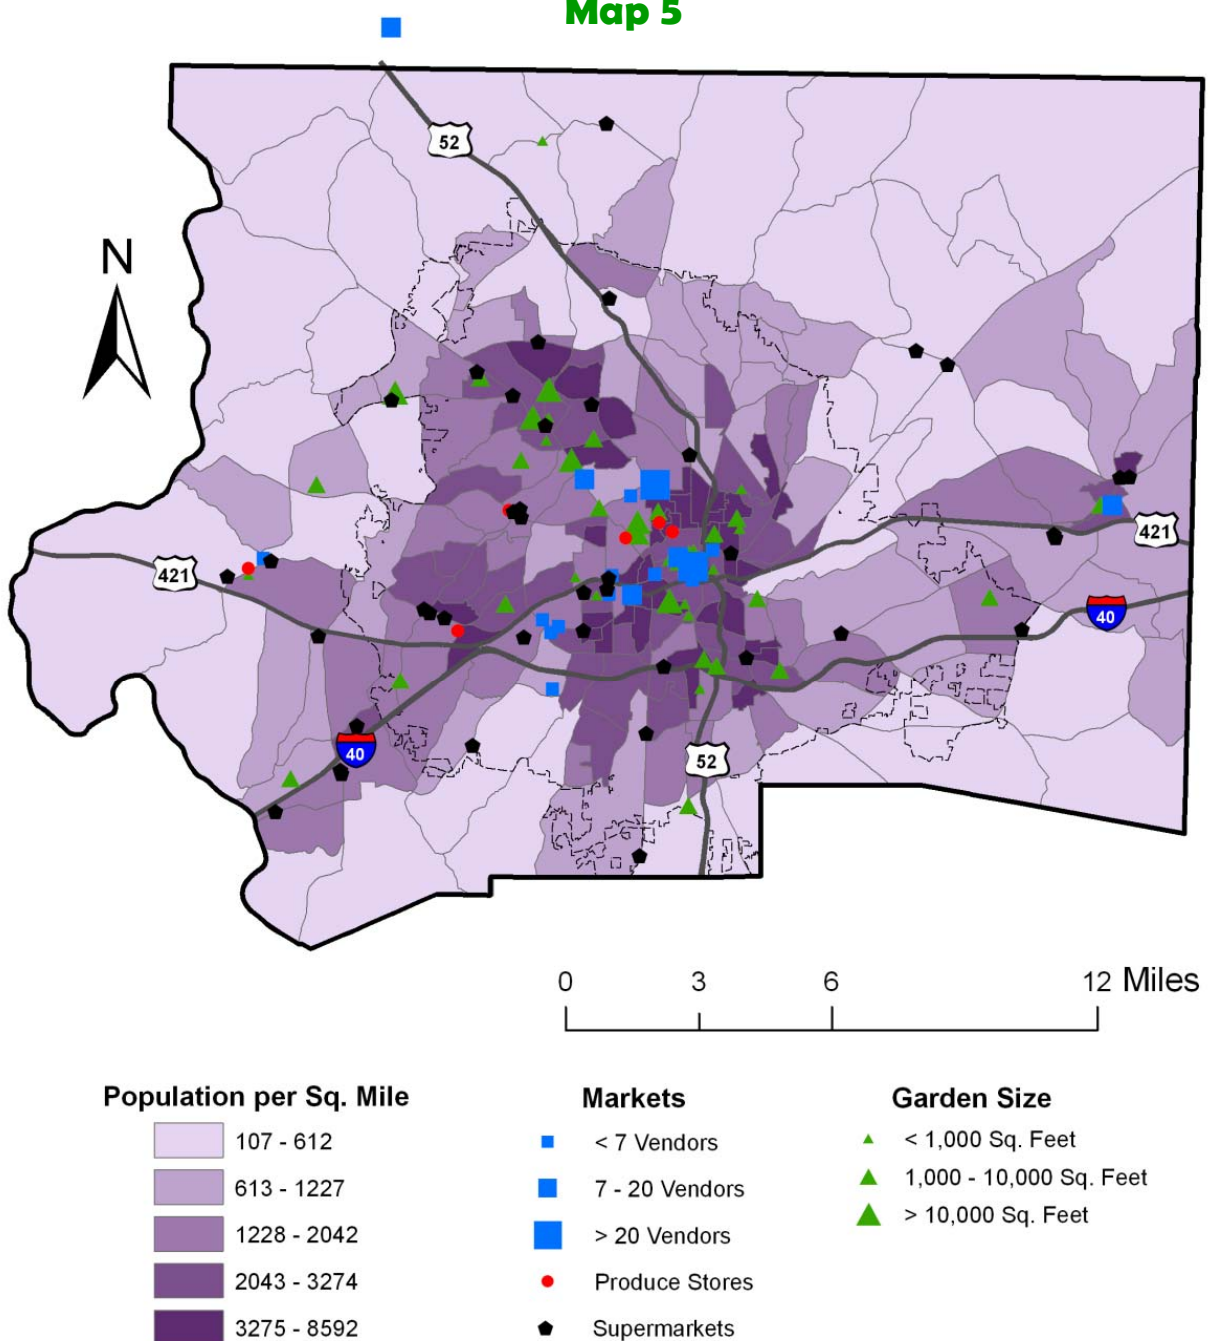 Map 5
52
N
421
421
40
40
52
0 3 6 12 Miles
Population per Sq. Mile
107 - 612
613 - 1227
1228 - 2042
2043 - 3274
3275 - 8592
Markets
< 7 Vendors
7 - 20 Vendors
> 20 Vendors
Produce Stores
Supermarkets
Garden Size
< 1,000 Sq. Feet
1,000 - 10,000 Sq. Feet
> 10,000 Sq. Feet